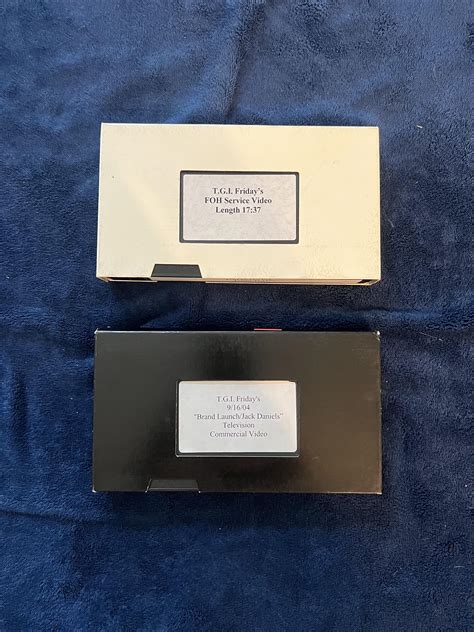 T.G.I. Friday's
FOH Service Video
Length 17:37
T.G.I. Friday's
9/16/04
"Brand Launch/Jack Daniels"
Television
Commercial Video